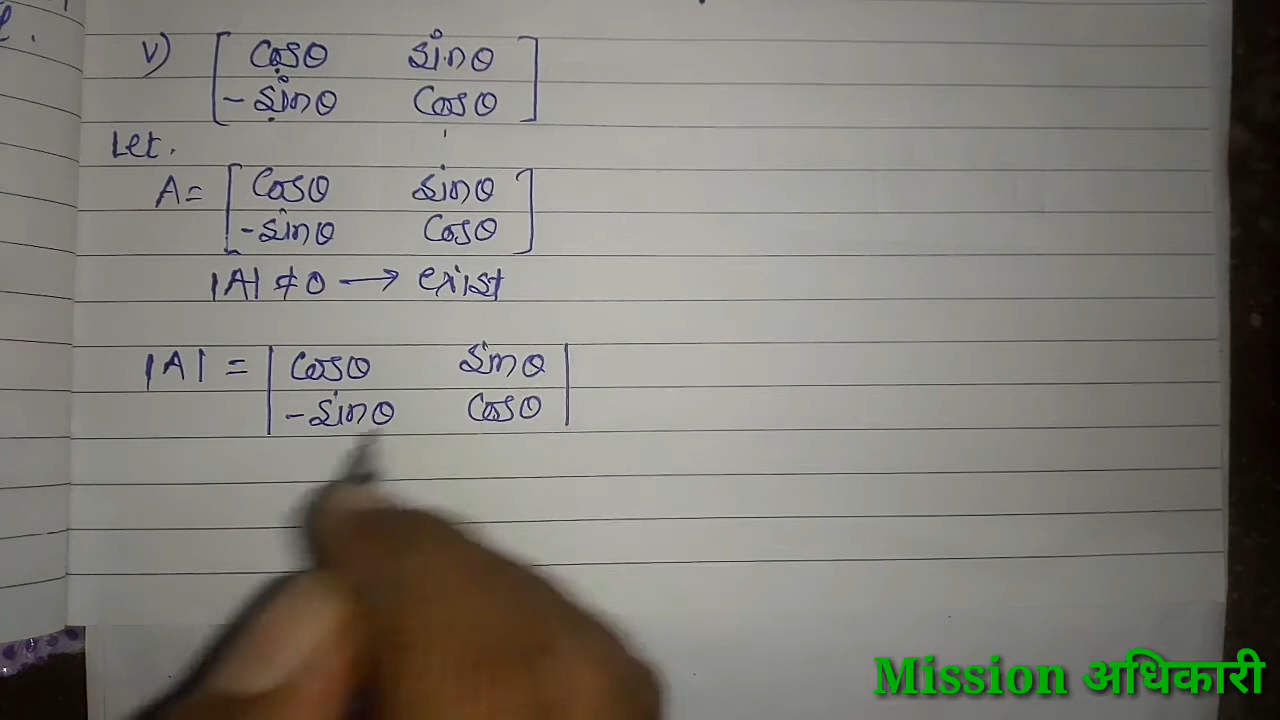 v) [ Cosθ sinθ
-sinθ Cosθ ]
Let.
A= [ Cosθ sinθ
-sinθ Cosθ ]
|A| ≠ 0 → exist
|A| = | Cosθ sinθ
-sinθ Cosθ |
Mission अधिकारी